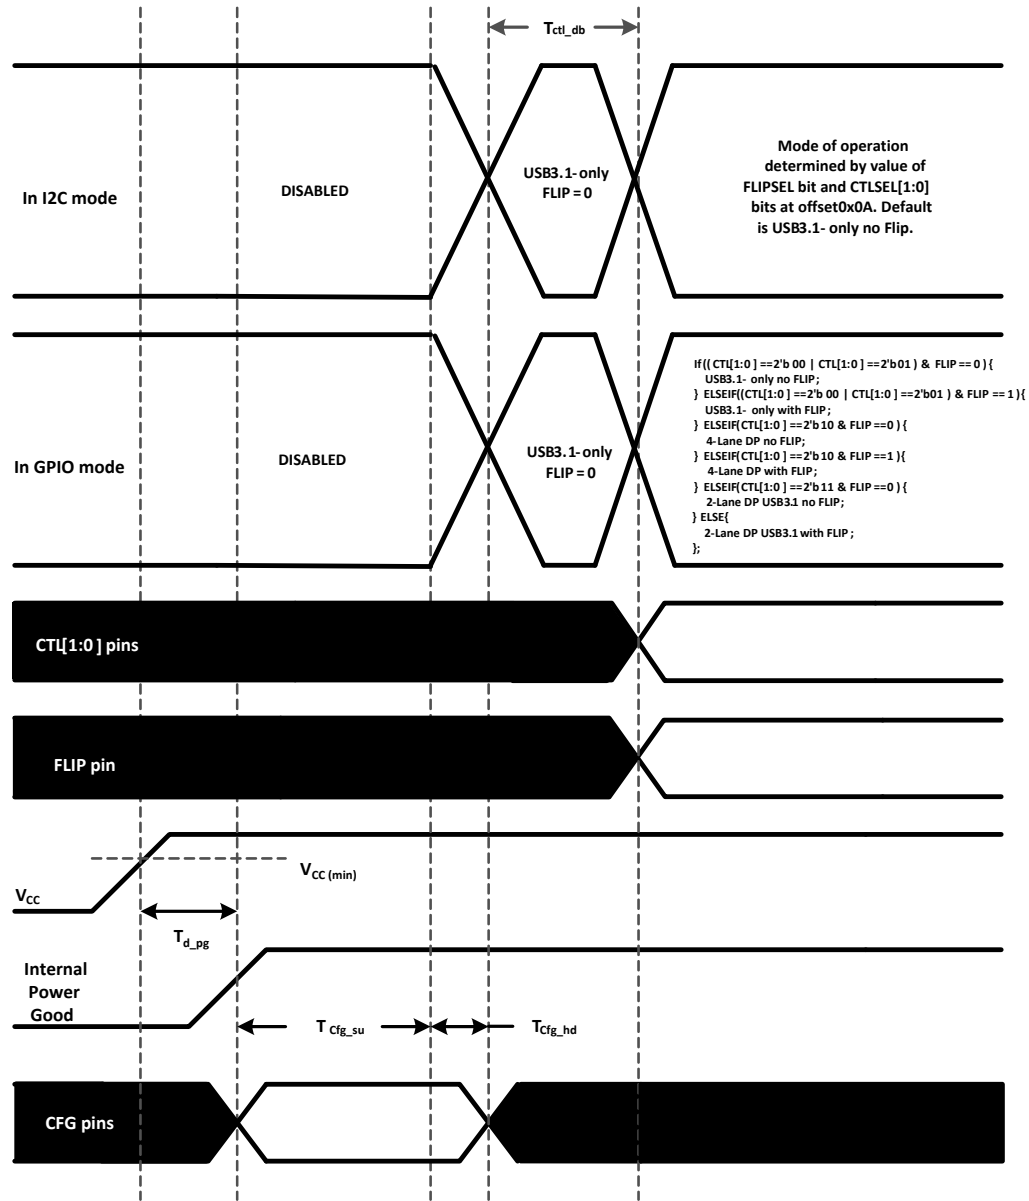 Tctl_db
In I2C mode
DISABLED
USB3.1- only
FLIP = 0
Mode of operation
determined by value of
FLIPSEL bit and CTLSEL[1:0]
bits at offset0x0A. Default
is USB3.1- only no Flip.
In GPIO mode
DISABLED
USB3.1- only
FLIP = 0
If(( CTL[1:0 ] ==2'b 00 | CTL[1:0 ] ==2'b01 ) & FLIP == 0 ) {
USB3.1- only no FLIP ;
} ELSEIF((CTL[1:0 ] ==2'b 00 | CTL[1:0 ] ==2'b01 ) & FLIP == 1 ) {
USB3.1- only with FLIP ;
} ELSEIF(CTL[1:0 ] ==2'b 10 & FLIP ==0 ) {
4-Lane DP no FLIP;
} ELSEIF(CTL[1:0 ] ==2'b 10 & FLIP ==1 ){
4-Lane DP with FLIP ;
} ELSEIF(CTL[1:0 ] ==2'b 11 & FLIP ==0 ) {
2-Lane DP USB3.1 no FLIP ;
} ELSE{
2-Lane DP USB3.1 with FLIP ;
};
CTL[1:0 ] pins
FLIP pin
VCC (min)
VCC
Td_pg
Internal
Power
Good
T Cfg_su
TCfg_hd
CFG pins